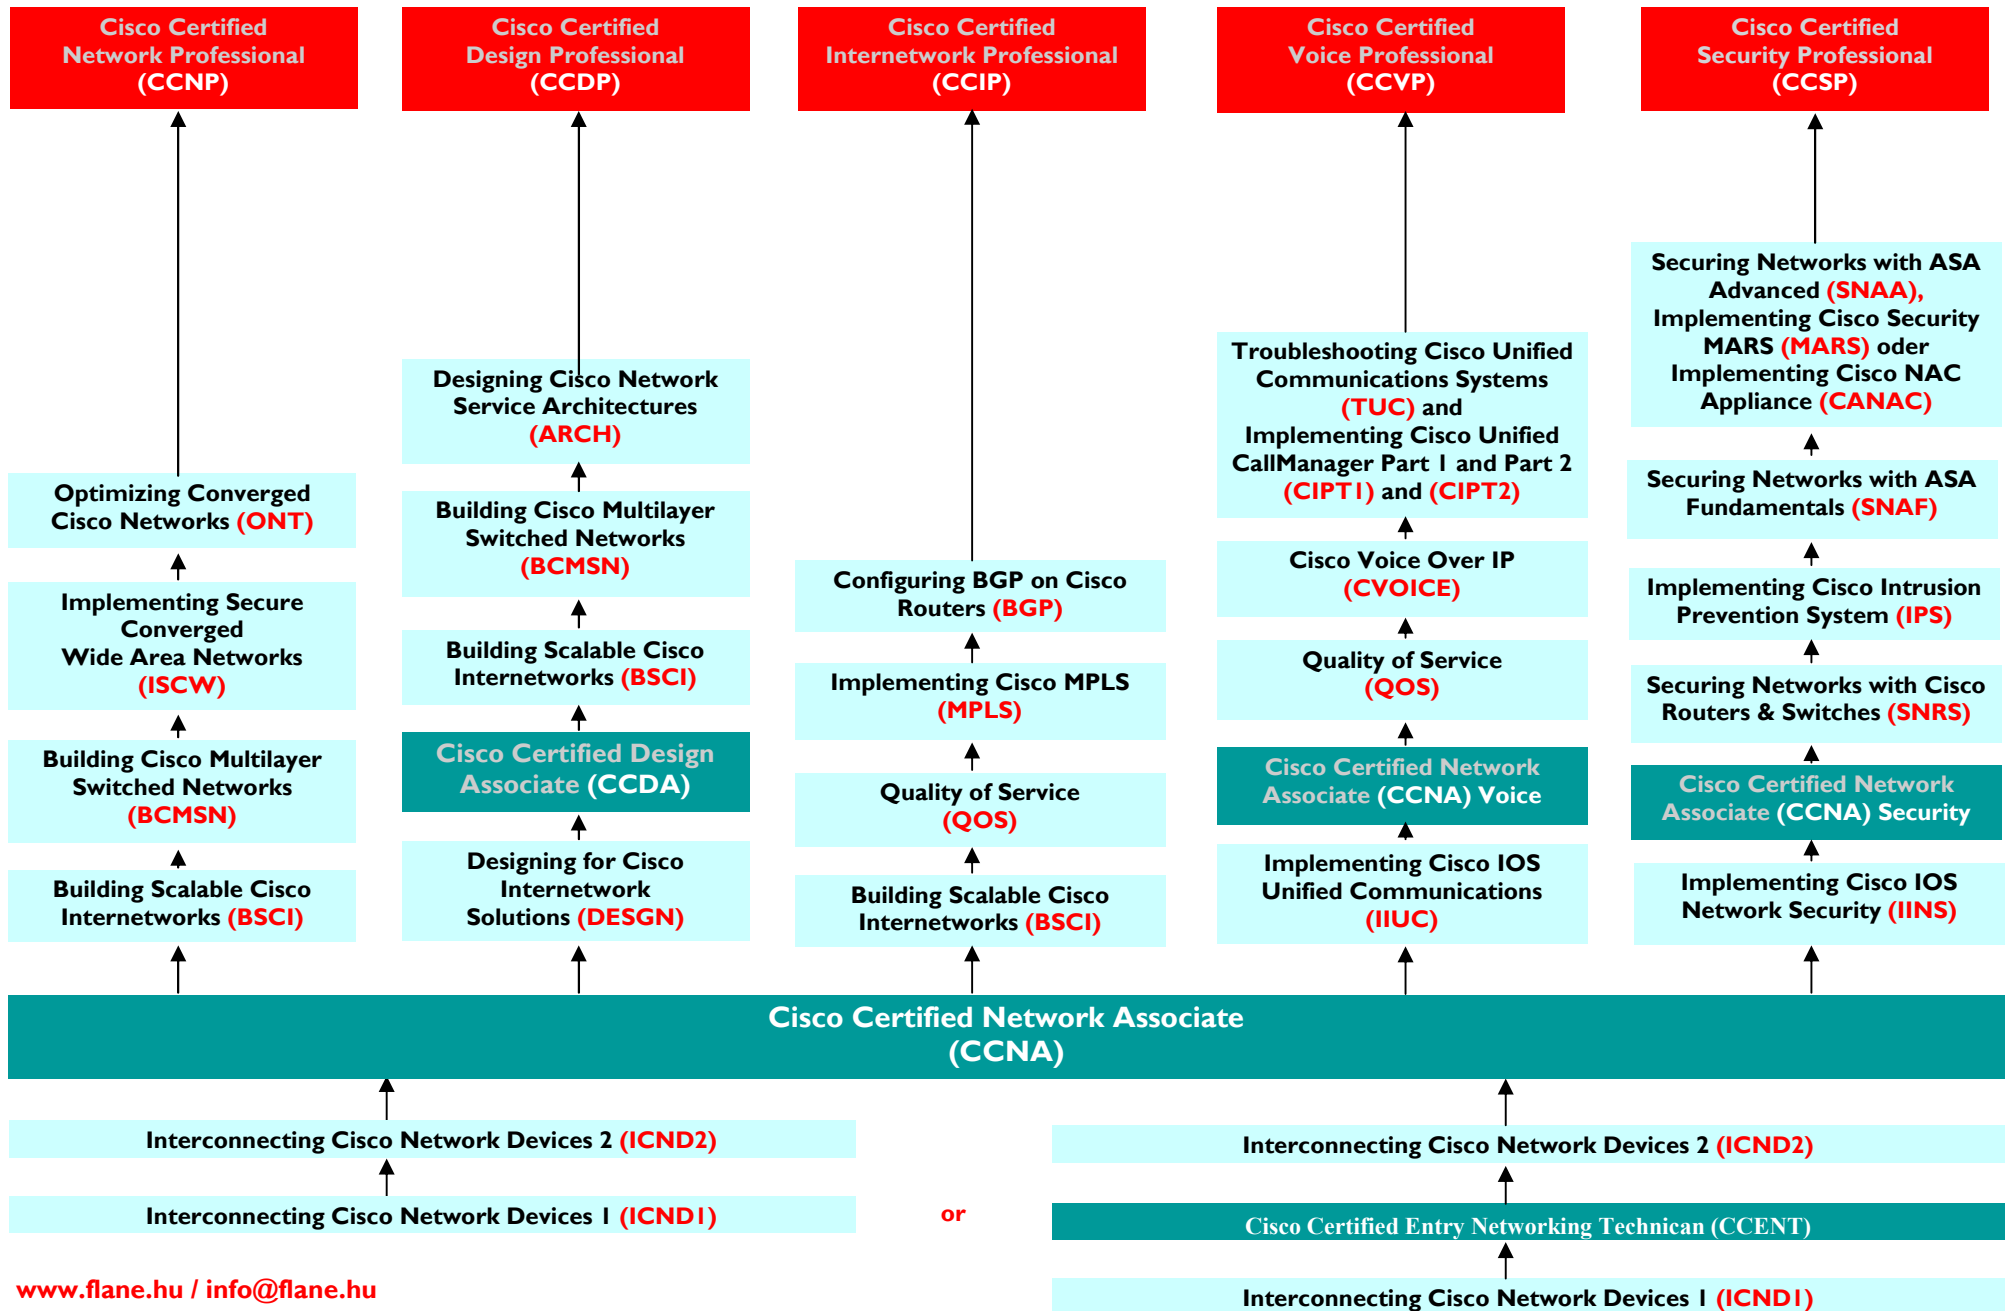 Cisco Certified
Network Professional
(CCNP)
Cisco Certified
Design Professional
(CCDP)
Cisco Certified
Internetwork Professional
(CCIP)
Cisco Certified
Voice Professional
(CCVP)
Cisco Certified
Security Professional
(CCSP)
Optimizing Converged
Cisco Networks (ONT)
Implementing Secure
Converged
Wide Area Networks
(ISCW)
Building Cisco Multilayer
Switched Networks
(BCMSN)
Building Scalable Cisco
Internetworks (BSCI)
Designing Cisco Network
Service Architectures
(ARCH)
Building Cisco Multilayer
Switched Networks
(BCMSN)
Building Scalable Cisco
Internetworks (BSCI)
Cisco Certified Design
Associate (CCDA)
Designing for Cisco
Internetwork
Solutions (DESGN)
Configuring BGP on Cisco
Routers (BGP)
Implementing Cisco MPLS
(MPLS)
Quality of Service
(QOS)
Building Scalable Cisco
Internetworks (BSCI)
Troubleshooting Cisco Unified
Communications Systems
(TUC) and
Implementing Cisco Unified
CallManager Part 1 and Part 2
(CIPT1) and (CIPT2)
Cisco Voice Over IP
(CVOICE)
Quality of Service
(QOS)
Cisco Certified Network
Associate (CCNA) Voice
Implementing Cisco IOS
Unified Communications
(IIUC)
Securing Networks with ASA
Advanced (SNAA),
Implementing Cisco Security
MARS (MARS) oder
Implementing Cisco NAC
Appliance (CANAC)
Securing Networks with ASA
Fundamentals (SNAF)
Implementing Cisco Intrusion
Prevention System (IPS)
Securing Networks with Cisco
Routers & Switches (SNRS)
Cisco Certified Network
Associate (CCNA) Security
Implementing Cisco IOS
Network Security (IINS)
Cisco Certified Network Associate
(CCNA)
Interconnecting Cisco Network Devices 2 (ICND2)
Interconnecting Cisco Network Devices 1 (ICND1)
or
Interconnecting Cisco Network Devices 2 (ICND2)
Cisco Certified Entry Networking Technican (CCENT)
Interconnecting Cisco Network Devices 1 (ICND1)
www.flane.hu / info@flane.hu